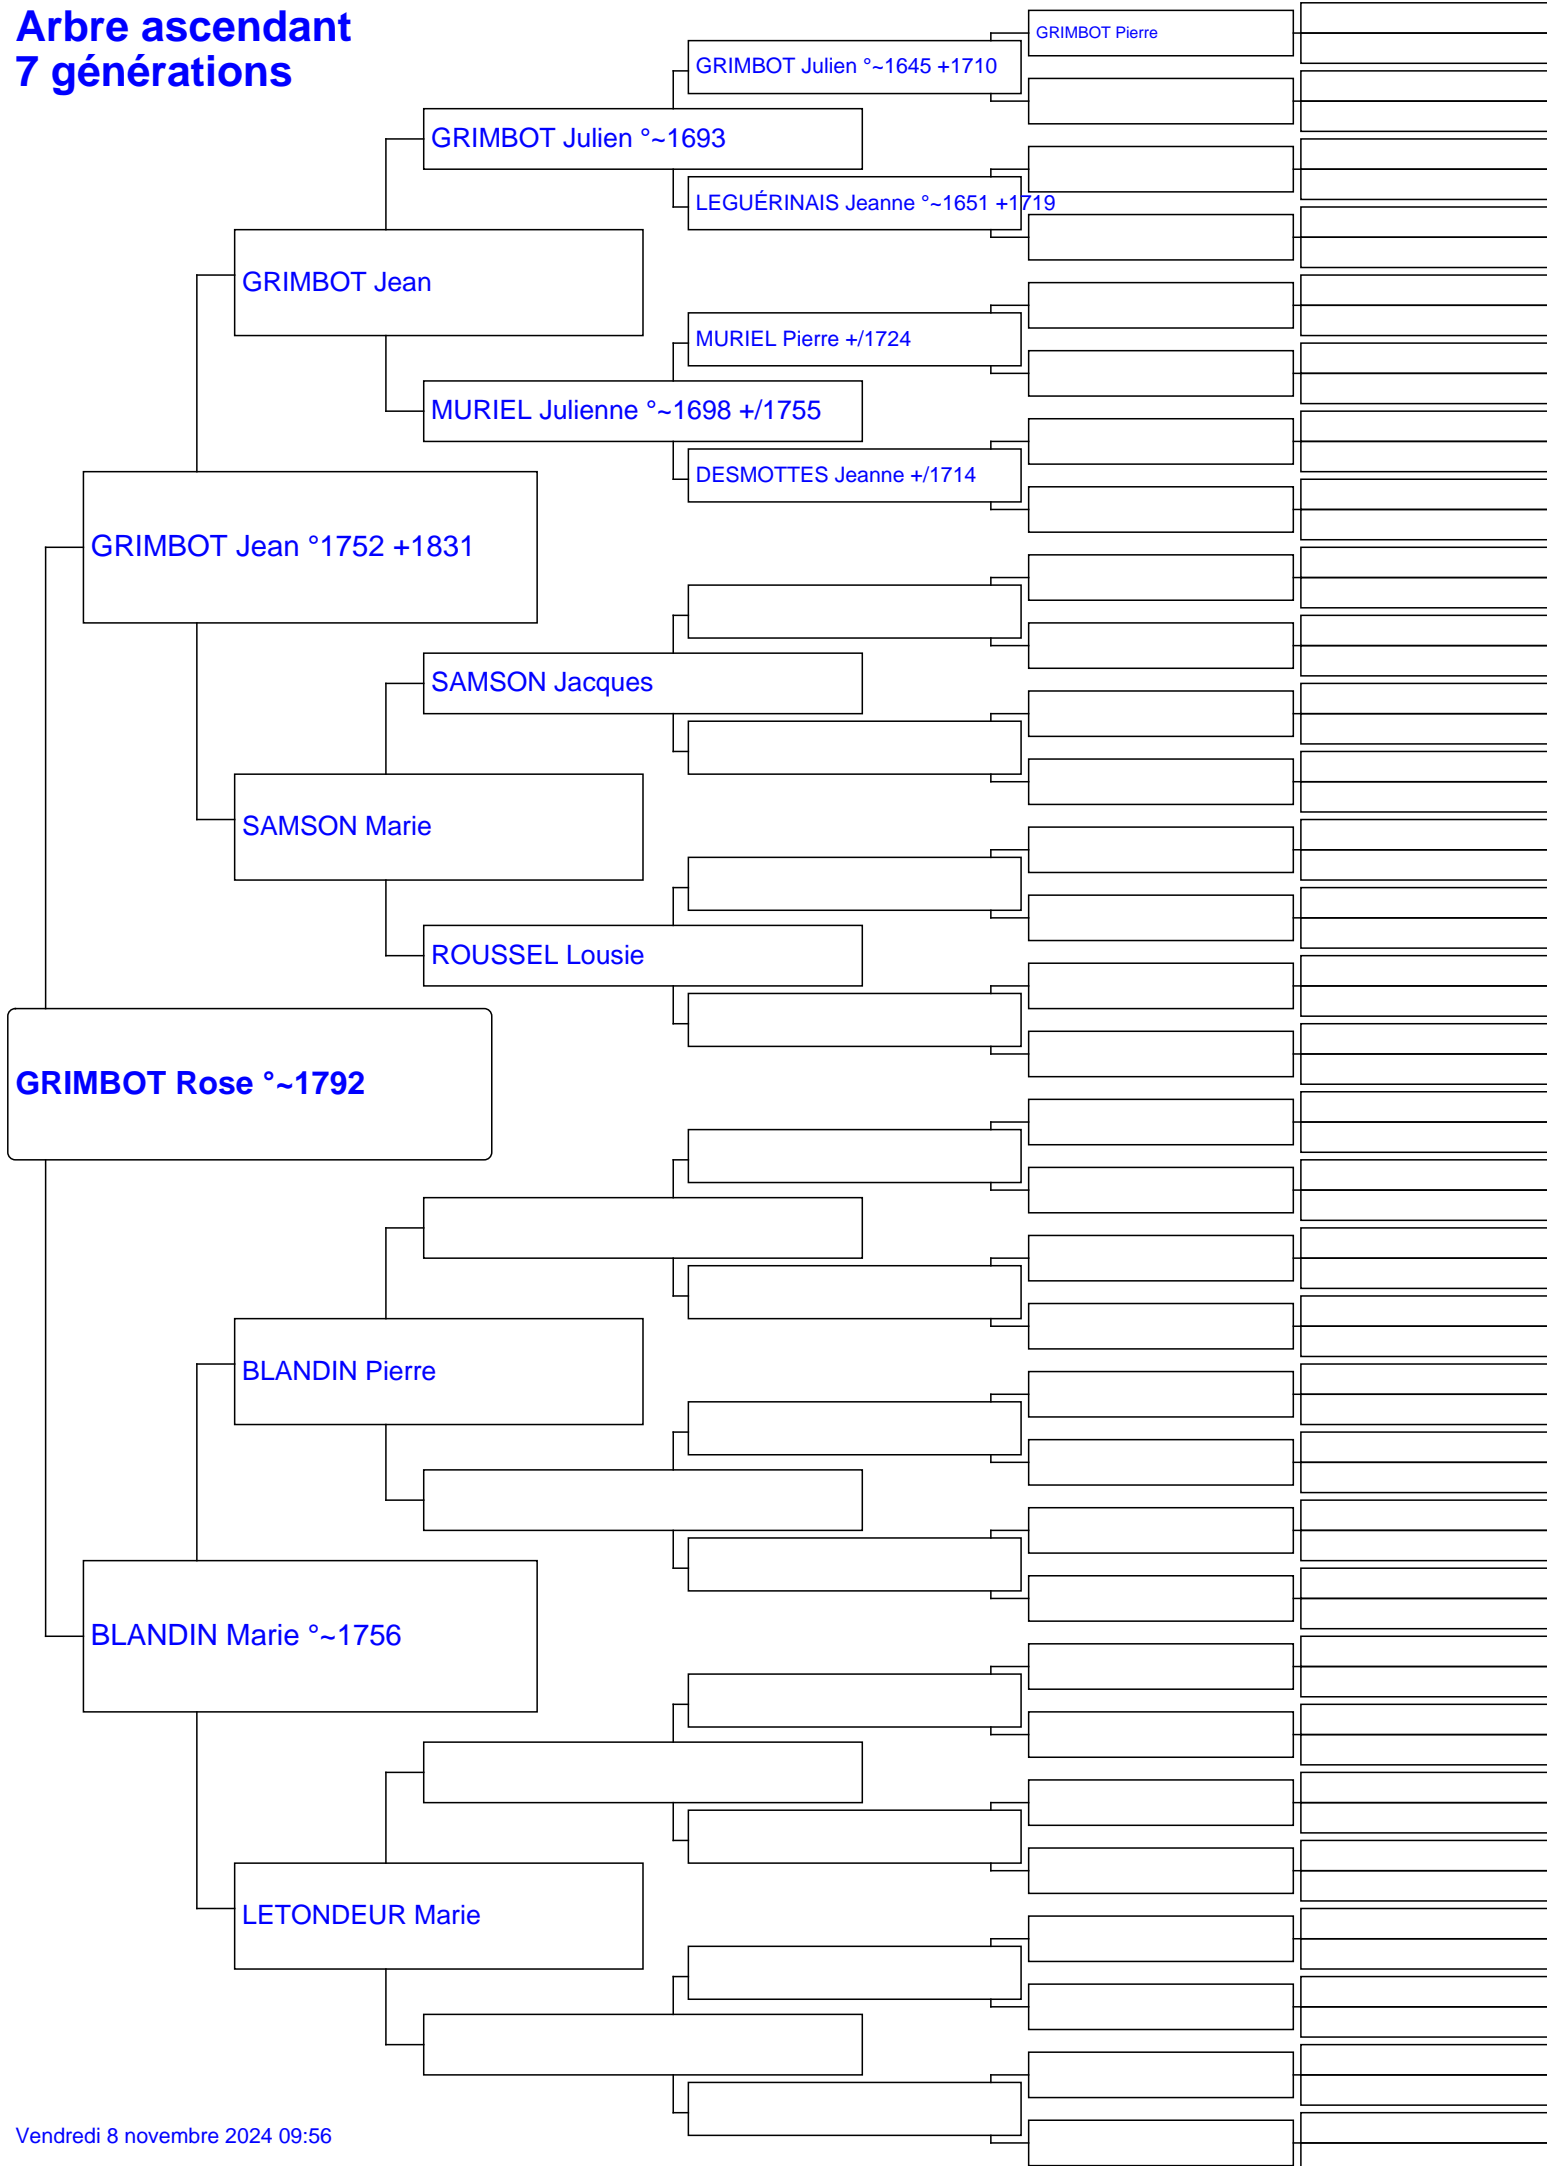 Arbre ascendant
7 générations
GRIMBOT Pierre
GRIMBOT Julien °~1645 +1710
GRIMBOT Julien °~1693
LEGUÉRINAIS Jeanne °~1651 +1719
GRIMBOT Jean
MURIEL Pierre +/1724
MURIEL Julienne °~1698 +/1755
DESMOTTES Jeanne +/1714
GRIMBOT Jean °1752 +1831
SAMSON Jacques
SAMSON Marie
ROUSSEL Lousie
GRIMBOT Rose °~1792
BLANDIN Pierre
BLANDIN Marie °~1756
LETONDEUR Marie
Vendredi 8 novembre 2024 09:56